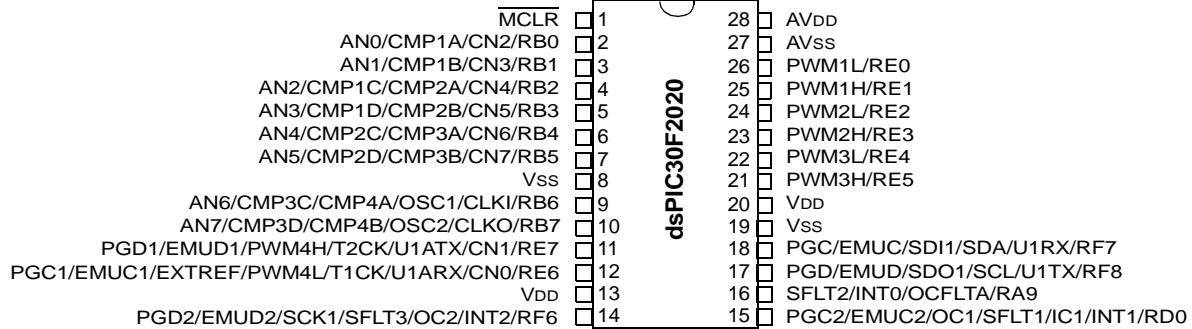 MCLR 1 28 AVDD
AN0/CMP1A/CN2/RB0 2 27 AVSS
AN1/CMP1B/CN3/RB1 3 26 PWM1L/RE0
AN2/CMP1C/CMP2A/CN4/RB2 4 25 PWM1H/RE1
AN3/CMP1D/CMP2B/CN5/RB3 5 24 PWM2L/RE2
AN4/CMP2C/CMP3A/CN6/RB4 6 23 PWM2H/RE3
AN5/CMP2D/CMP3B/CN7/RB5 7 22 PWM3L/RE4
VSS 8 21 PWM3H/RE5
AN6/CMP3C/CMP4A/OSC1/CLKI/RB6 9 20 VDD
AN7/CMP3D/CMP4B/OSC2/CLKO/RB7 10 19 VSS
PGD1/EMUD1/PWM4H/T2CK/U1ATX/CN1/RE7 11 18 PGC/EMUC/SDI1/SDA/U1RX/RF7
PGC1/EMUC1/EXTREF/PWM4L/T1CK/U1ARX/CN0/RE6 12 17 PGD/EMUD/SDO1/SCL/U1TX/RF8
VDD 13 16 SFLT2/INT0/OCFLTA/RA9
PGD2/EMUD2/SCK1/SFLT3/OC2/INT2/RF6 14 15 PGC2/EMUC2/OC1/SFLT1/IC1/INT1/RD0
dsPIC30F2020